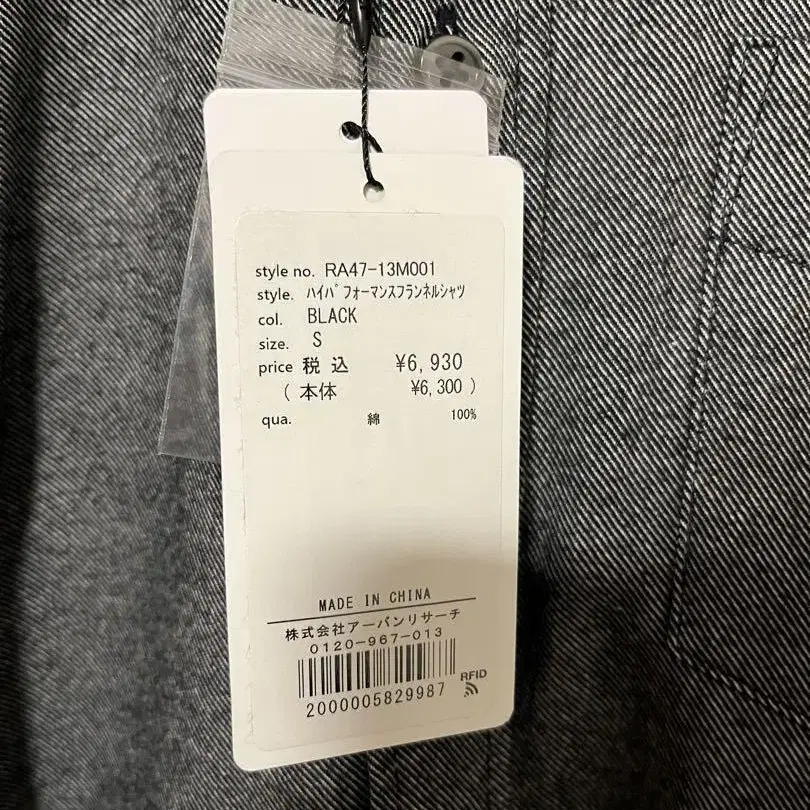 style no. RA47-13M001
style. ﾊｲﾊﾟﾌｫｰﾏﾝｽﾌﾗﾝﾈﾙｼｬﾂ
col. BLACK
size. S
price 税 込 ¥6,930
( 本体 ¥6,300 )
qua. 綿 100%
MADE IN CHINA
株式会社アーバンリサーチ
0120-967-013
RFID
2000005829987